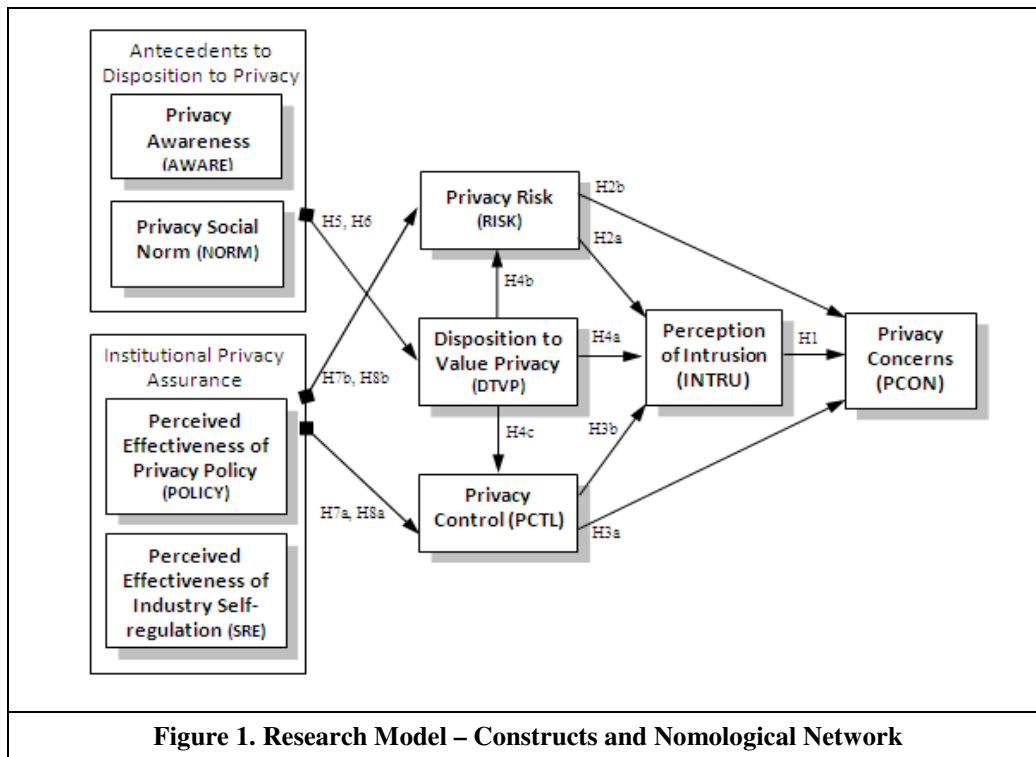 Antecedents to
Disposition to Privacy
Privacy
Awareness
(AWARE)
Privacy Social
Norm (NORM)
H5, H6
Institutional Privacy
Assurance
H7b, H8b
Perceived
Effectiveness of
Privacy Policy
(POLICY)
H7a, H8a
Perceived
Effectiveness of
Industry Self-
regulation (SRE)
Privacy Risk
(RISK)
H2b
H2a
H4b
Disposition to
Value Privacy
(DTVP)
H4a
H4c
Privacy
Control (PCTL)
H3b
H3a
Perception
of Intrusion
(INTRU)
H1
Privacy
Concerns
(PCON)
Figure 1. Research Model – Constructs and Nomological Network